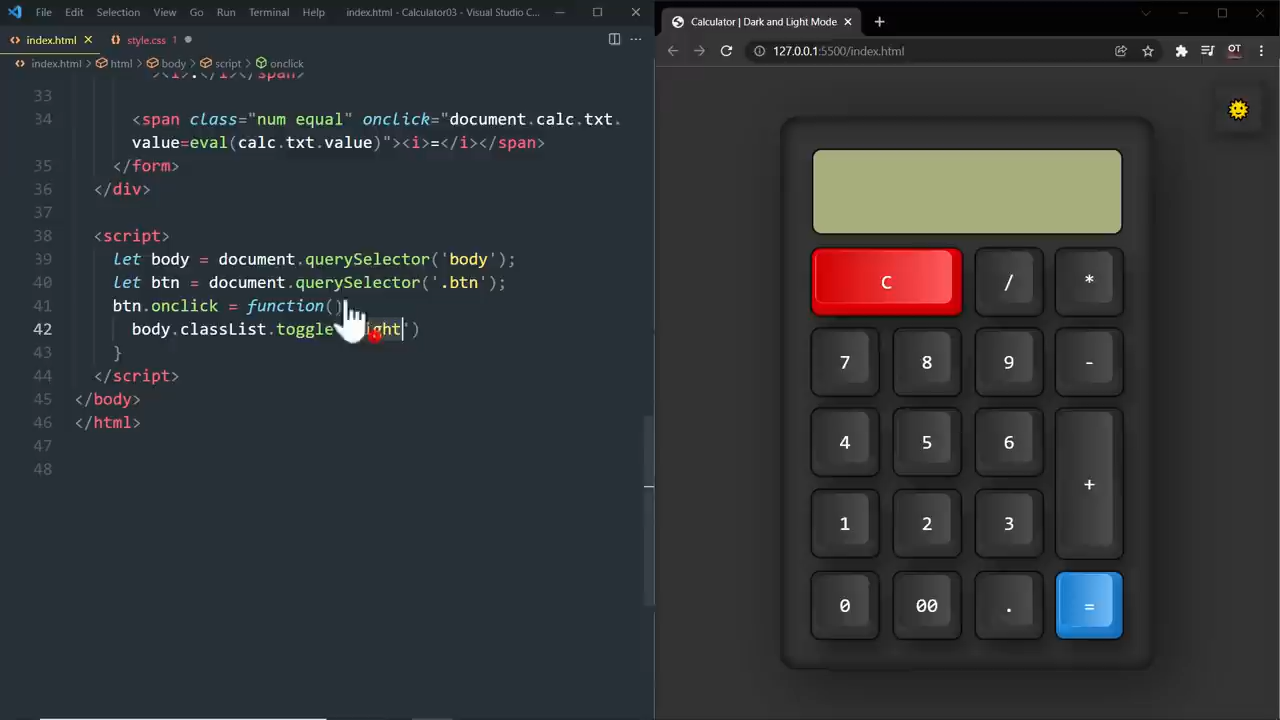 File Edit Selection View Go Run Terminal Help index.html - Calculator03 - Visual Studio C...
index.html style.css 1
index.html > html > body > script > onclick
33 ><i>.</i></span>
34 <span class="num equal" onclick="document.calc.txt.
value=eval(calc.txt.value)"><i>=</i></span>
35 </form>
36 </div>
37
38 <script>
39 let body = document.querySelector('body');
40 let btn = document.querySelector('.btn');
41 btn.onclick = function()
42 body.classList.toggle ight')
43 }
44 </script>
45 </body>
46 </html>
47
48
Calculator | Dark and Light Mode
127.0.0.1:5500/index.html
OT
C / *
7 8 9 -
4 5 6
+
1 2 3
0 00 . =